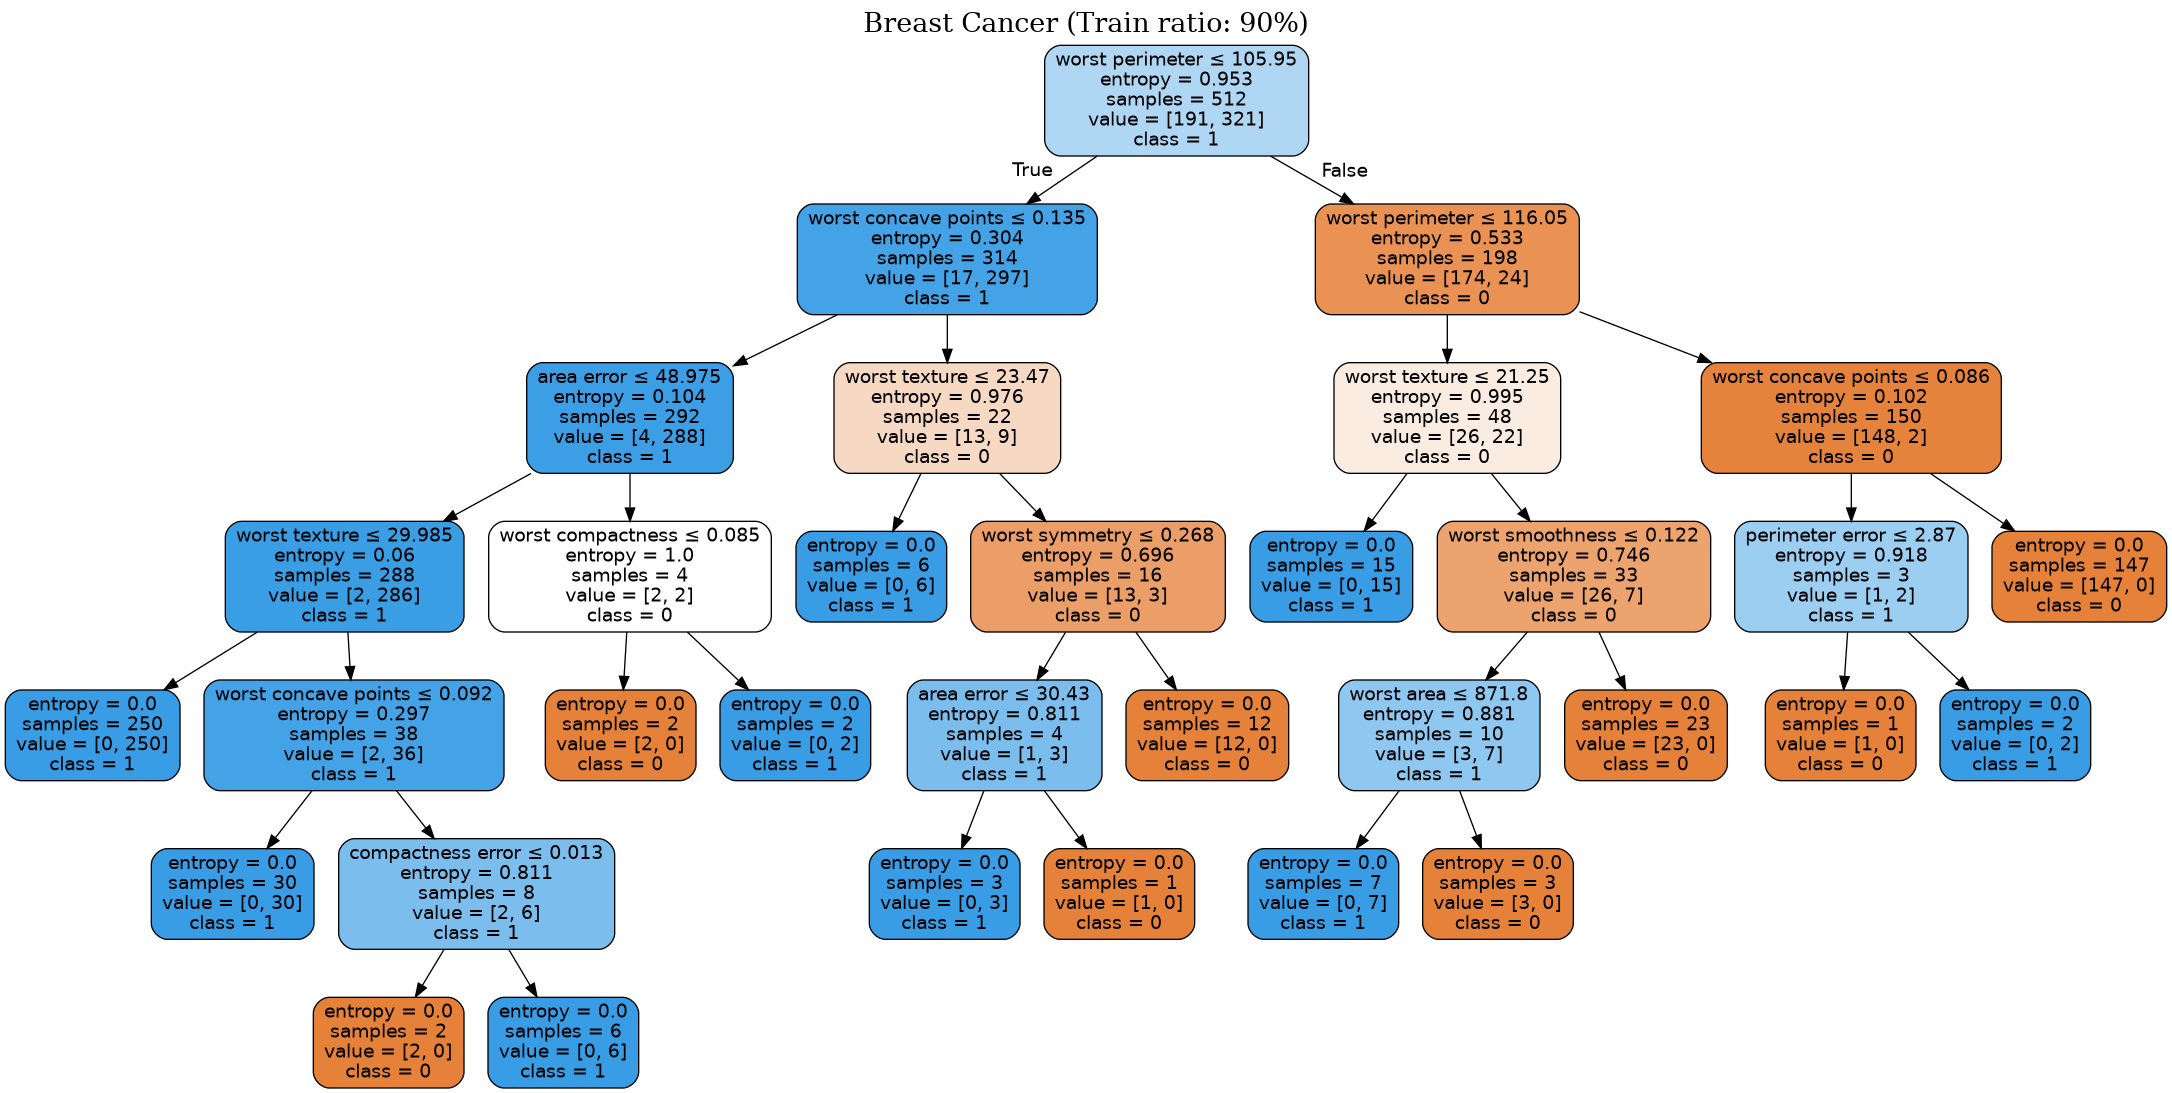 Breast Cancer (Train ratio: 90%)
worst perimeter ≤ 105.95
entropy = 0.953
samples = 512
value = [191, 321]
class = 1
True
False
worst concave points ≤ 0.135
entropy = 0.304
samples = 314
value = [17, 297]
class = 1
worst perimeter ≤ 116.05
entropy = 0.533
samples = 198
value = [174, 24]
class = 0
area error ≤ 48.975
entropy = 0.104
samples = 292
value = [4, 288]
class = 1
worst texture ≤ 23.47
entropy = 0.976
samples = 22
value = [13, 9]
class = 0
worst texture ≤ 21.25
entropy = 0.995
samples = 48
value = [26, 22]
class = 0
worst concave points ≤ 0.086
entropy = 0.102
samples = 150
value = [148, 2]
class = 0
worst texture ≤ 29.985
entropy = 0.06
samples = 288
value = [2, 286]
class = 1
worst compactness ≤ 0.085
entropy = 1.0
samples = 4
value = [2, 2]
class = 0
entropy = 0.0
samples = 6
value = [0, 6]
class = 1
worst symmetry ≤ 0.268
entropy = 0.696
samples = 16
value = [13, 3]
class = 0
entropy = 0.0
samples = 15
value = [0, 15]
class = 1
worst smoothness ≤ 0.122
entropy = 0.746
samples = 33
value = [26, 7]
class = 0
perimeter error ≤ 2.87
entropy = 0.918
samples = 3
value = [1, 2]
class = 1
entropy = 0.0
samples = 147
value = [147, 0]
class = 0
entropy = 0.0
samples = 250
value = [0, 250]
class = 1
worst concave points ≤ 0.092
entropy = 0.297
samples = 38
value = [2, 36]
class = 1
entropy = 0.0
samples = 2
value = [2, 0]
class = 0
entropy = 0.0
samples = 2
value = [0, 2]
class = 1
area error ≤ 30.43
entropy = 0.811
samples = 4
value = [1, 3]
class = 1
entropy = 0.0
samples = 12
value = [12, 0]
class = 0
worst area ≤ 871.8
entropy = 0.881
samples = 10
value = [3, 7]
class = 1
entropy = 0.0
samples = 23
value = [23, 0]
class = 0
entropy = 0.0
samples = 1
value = [1, 0]
class = 0
entropy = 0.0
samples = 2
value = [0, 2]
class = 1
entropy = 0.0
samples = 30
value = [0, 30]
class = 1
compactness error ≤ 0.013
entropy = 0.811
samples = 8
value = [2, 6]
class = 1
entropy = 0.0
samples = 3
value = [0, 3]
class = 1
entropy = 0.0
samples = 1
value = [1, 0]
class = 0
entropy = 0.0
samples = 7
value = [0, 7]
class = 1
entropy = 0.0
samples = 3
value = [3, 0]
class = 0
entropy = 0.0
samples = 2
value = [2, 0]
class = 0
entropy = 0.0
samples = 6
value = [0, 6]
class = 1